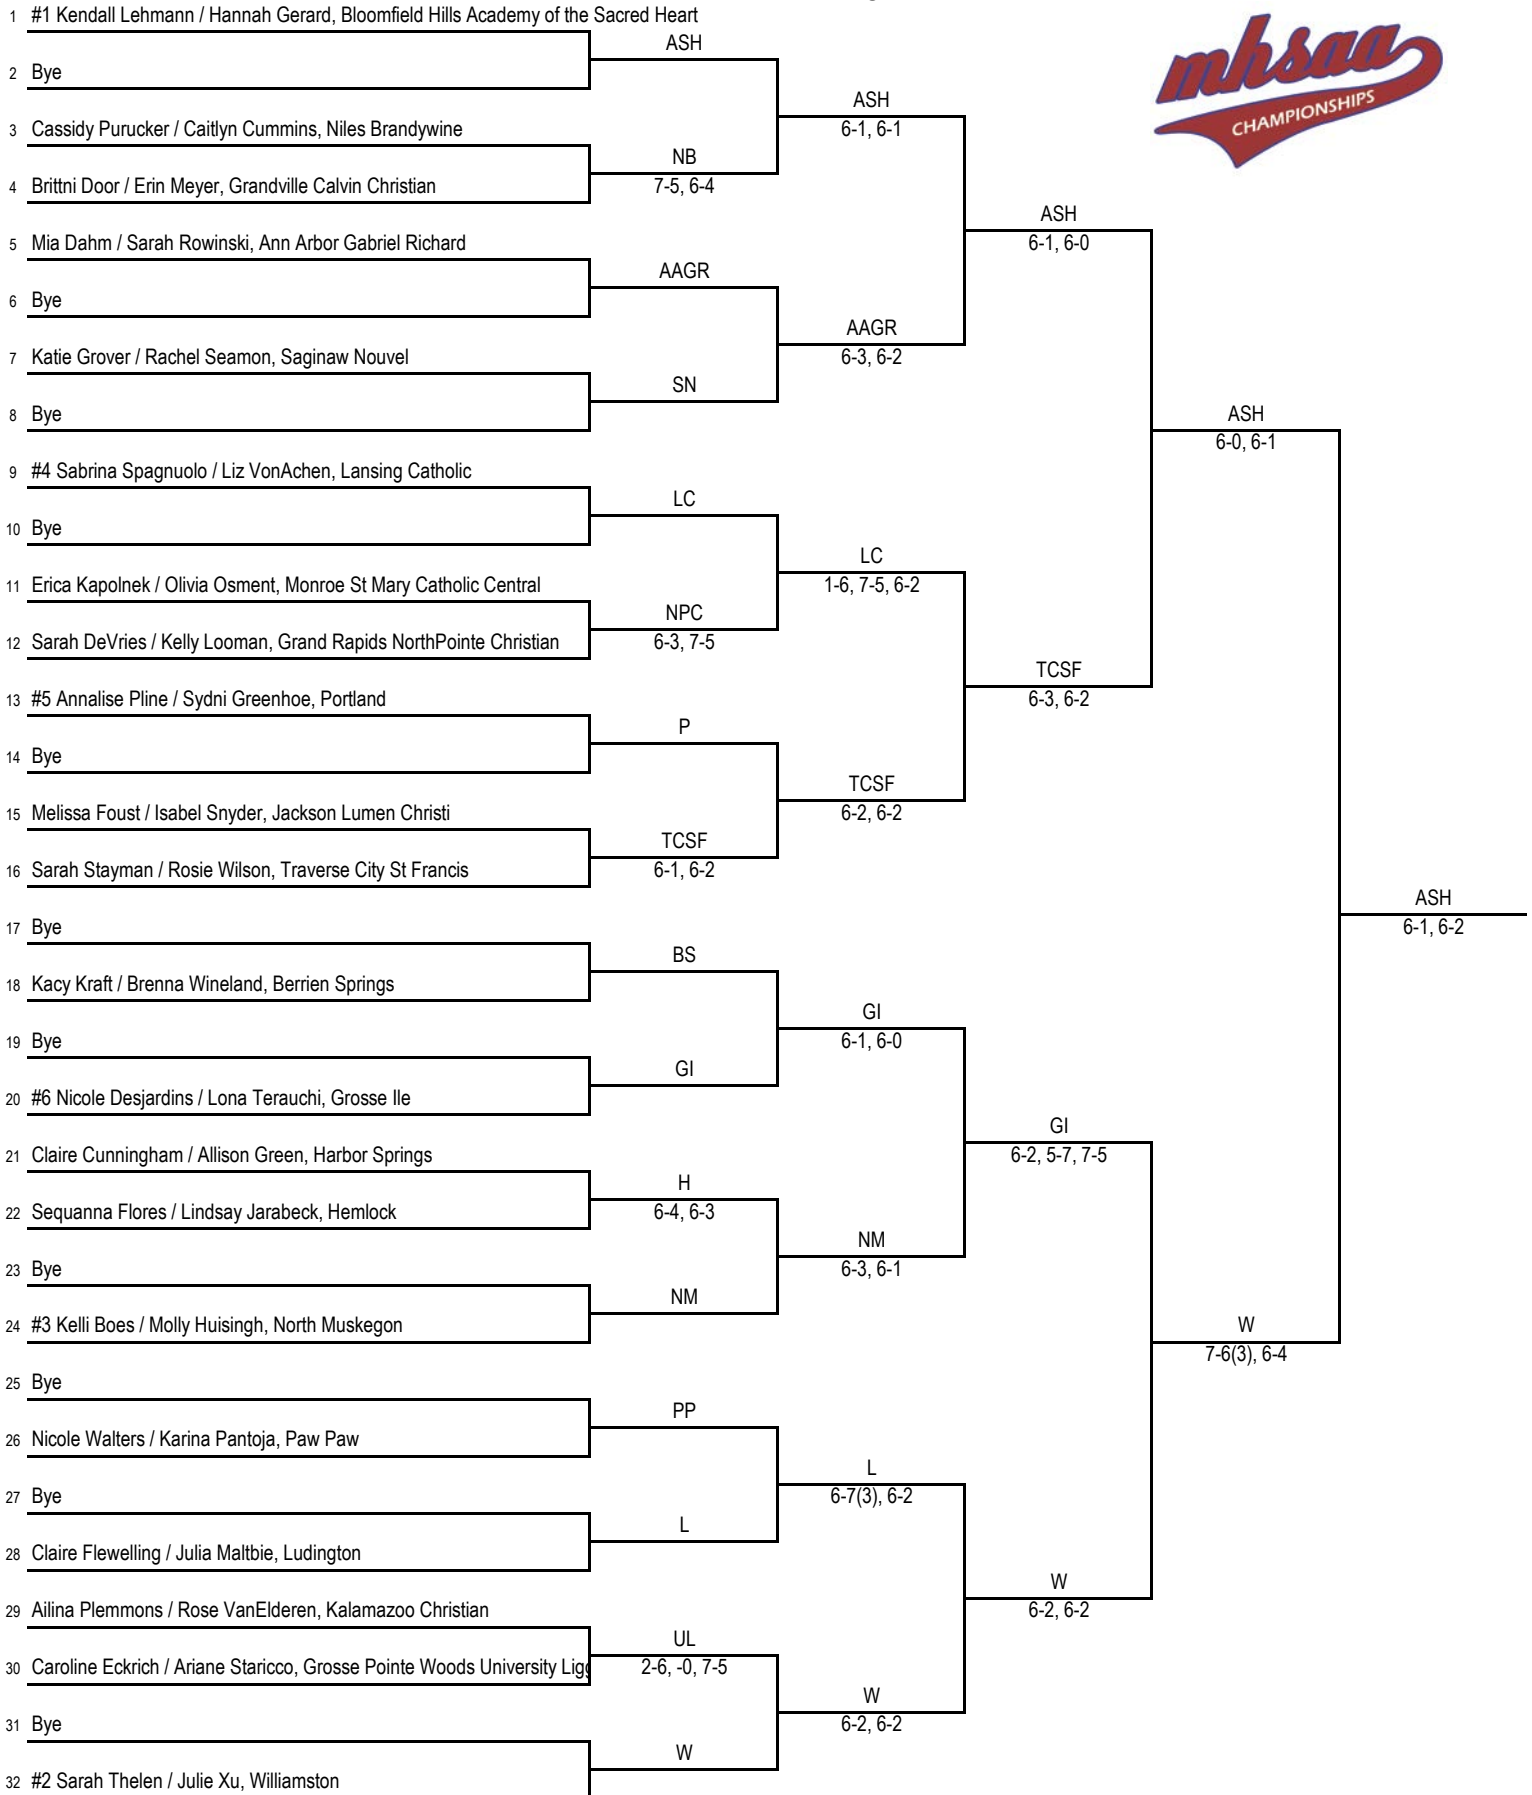 mhsaa
CHAMPIONSHIPS
1 #1 Kendall Lehmann / Hannah Gerard, Bloomfield Hills Academy of the Sacred Heart
ASH
2 Bye
ASH
6-1, 6-1
3 Cassidy Purucker / Caitlyn Cummins, Niles Brandywine
NB
7-5, 6-4
4 Brittni Door / Erin Meyer, Grandville Calvin Christian
ASH
6-1, 6-0
5 Mia Dahm / Sarah Rowinski, Ann Arbor Gabriel Richard
AAGR
6 Bye
AAGR
6-3, 6-2
7 Katie Grover / Rachel Seamon, Saginaw Nouvel
SN
8 Bye
ASH
6-0, 6-1
9 #4 Sabrina Spagnuolo / Liz VonAchen, Lansing Catholic
LC
10 Bye
LC
1-6, 7-5, 6-2
11 Erica Kapolnek / Olivia Osment, Monroe St Mary Catholic Central
NPC
6-3, 7-5
12 Sarah DeVries / Kelly Looman, Grand Rapids NorthPointe Christian
TCSF
6-3, 6-2
13 #5 Annalise Pline / Sydni Greenhoe, Portland
P
14 Bye
TCSF
6-2, 6-2
15 Melissa Foust / Isabel Snyder, Jackson Lumen Christi
TCSF
6-1, 6-2
16 Sarah Stayman / Rosie Wilson, Traverse City St Francis
ASH
6-1, 6-2
17 Bye
BS
18 Kacy Kraft / Brenna Wineland, Berrien Springs
GI
6-1, 6-0
19 Bye
GI
20 #6 Nicole Desjardins / Lona Terauchi, Grosse Ile
GI
6-2, 5-7, 7-5
21 Claire Cunningham / Allison Green, Harbor Springs
H
6-4, 6-3
22 Sequanna Flores / Lindsay Jarabeck, Hemlock
NM
6-3, 6-1
23 Bye
NM
24 #3 Kelli Boes / Molly Huisingh, North Muskegon
W
7-6(3), 6-4
25 Bye
PP
26 Nicole Walters / Karina Pantoja, Paw Paw
L
6-7(3), 6-2
27 Bye
L
28 Claire Flewelling / Julia Maltbie, Ludington
W
6-2, 6-2
29 Ailina Plemmons / Rose VanElderen, Kalamazoo Christian
UL
2-6, -0, 7-5
30 Caroline Eckrich / Ariane Staricco, Grosse Pointe Woods University Ligg
W
6-2, 6-2
31 Bye
W
32 #2 Sarah Thelen / Julie Xu, Williamston